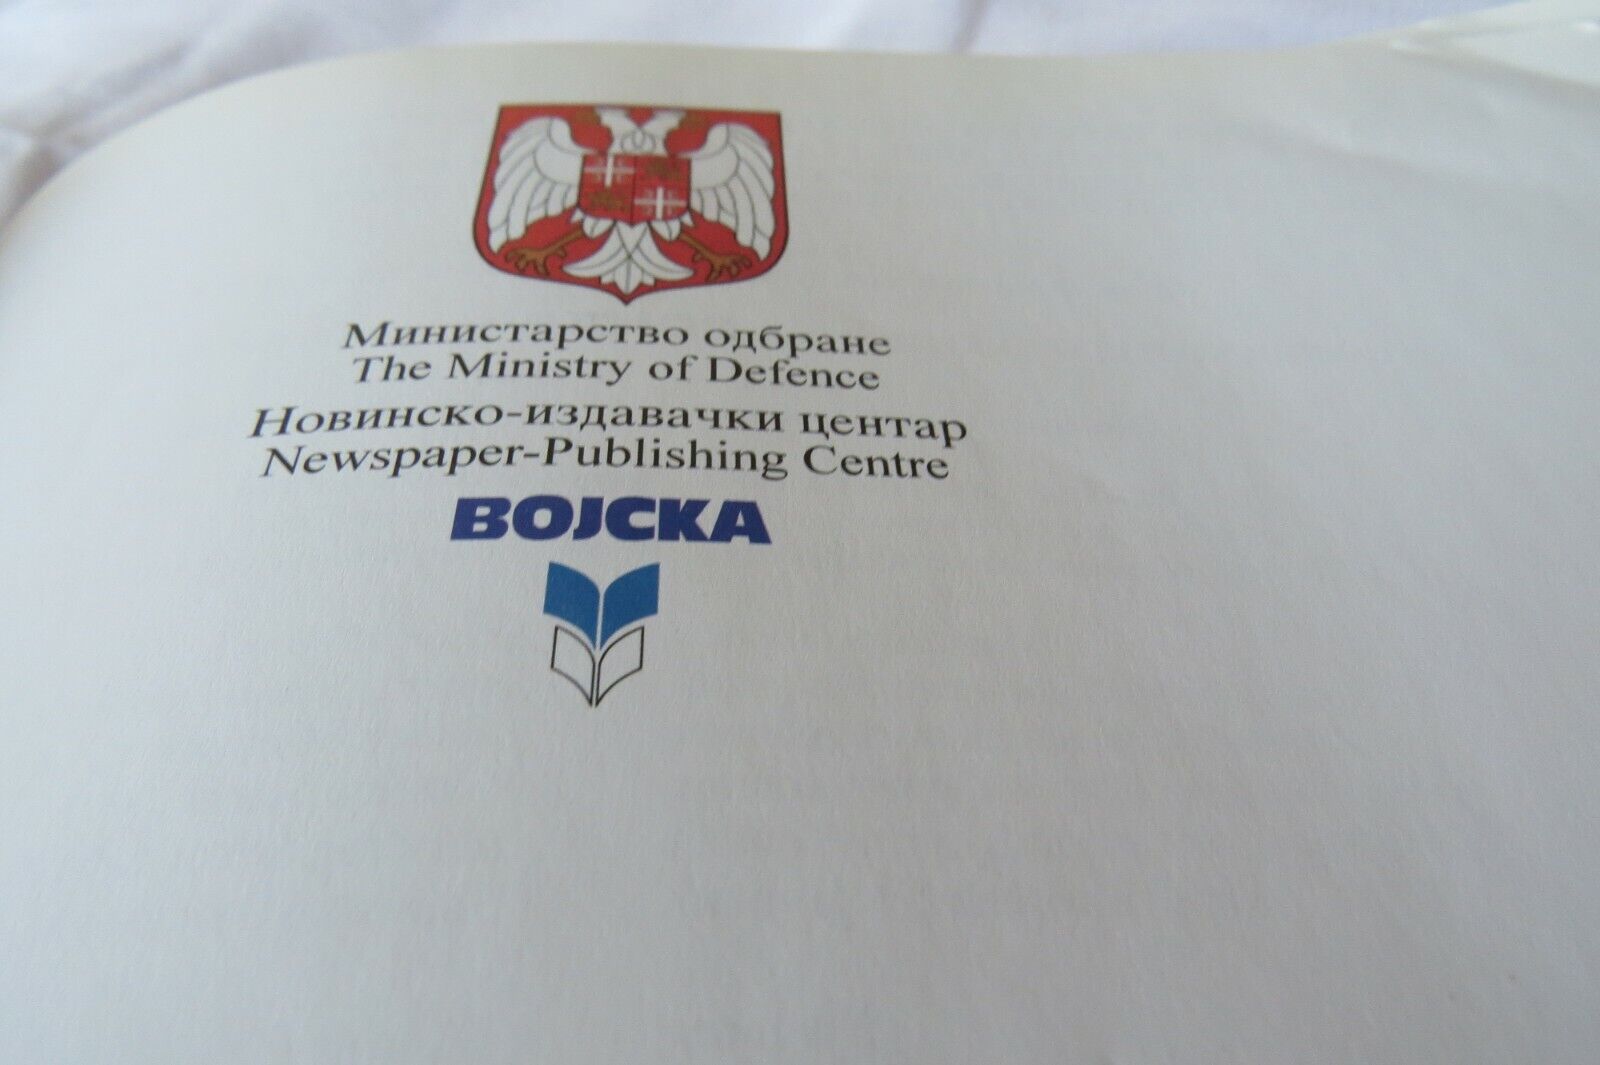 Министарство одбране
The Ministry of Defence
Новинско-издавачки центар
Newspaper-Publishing Centre
ВОЈСКА